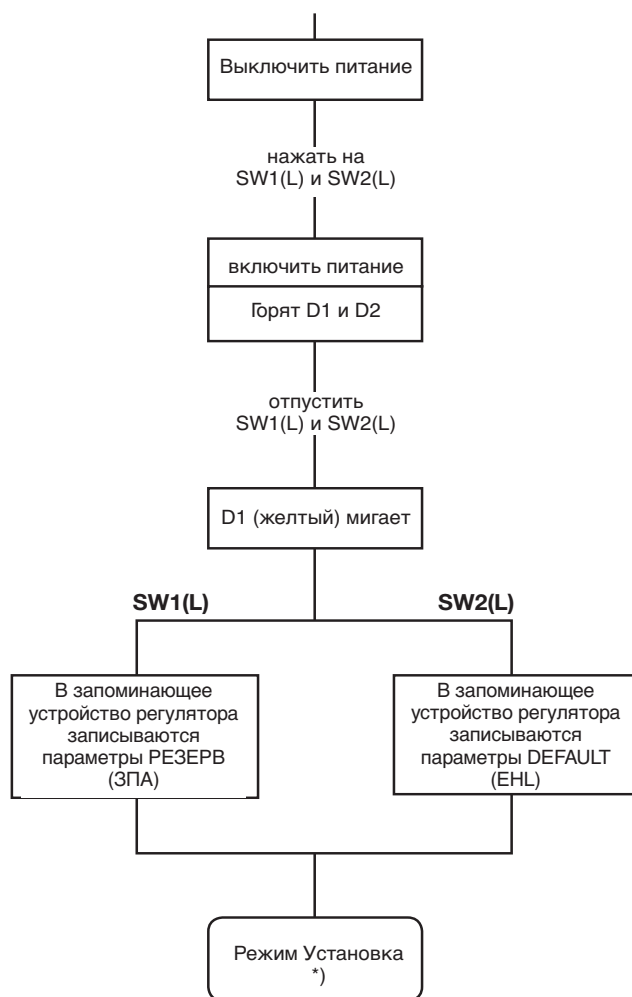 Выключить питание
нажать на
SW1(L) и SW2(L)
включить питание
Горят D1 и D2
отпустить
SW1(L) и SW2(L)
D1 (желтый) мигает
SW1(L)
SW2(L)
В запоминающее
устройство регулятора
записываются
параметры РЕЗЕРВ
(ЗПА)
В запоминающее
устройство регулятора
записываются
параметры DEFAULT
(EHL)
Режим Установка
*)